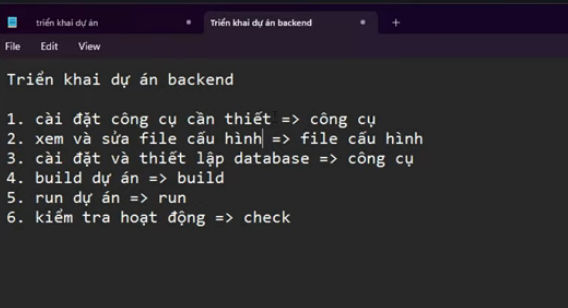 triển khai dự án
Triển khai dự án backend
File Edit View
Triển khai dự án backend
1. cài đặt công cụ cần thiết => công cụ
2. xem và sửa file cấu hình => file cấu hình
3. cài đặt và thiết lập database => công cụ
4. build dự án => build
5. run dự án => run
6. kiểm tra hoạt động => check